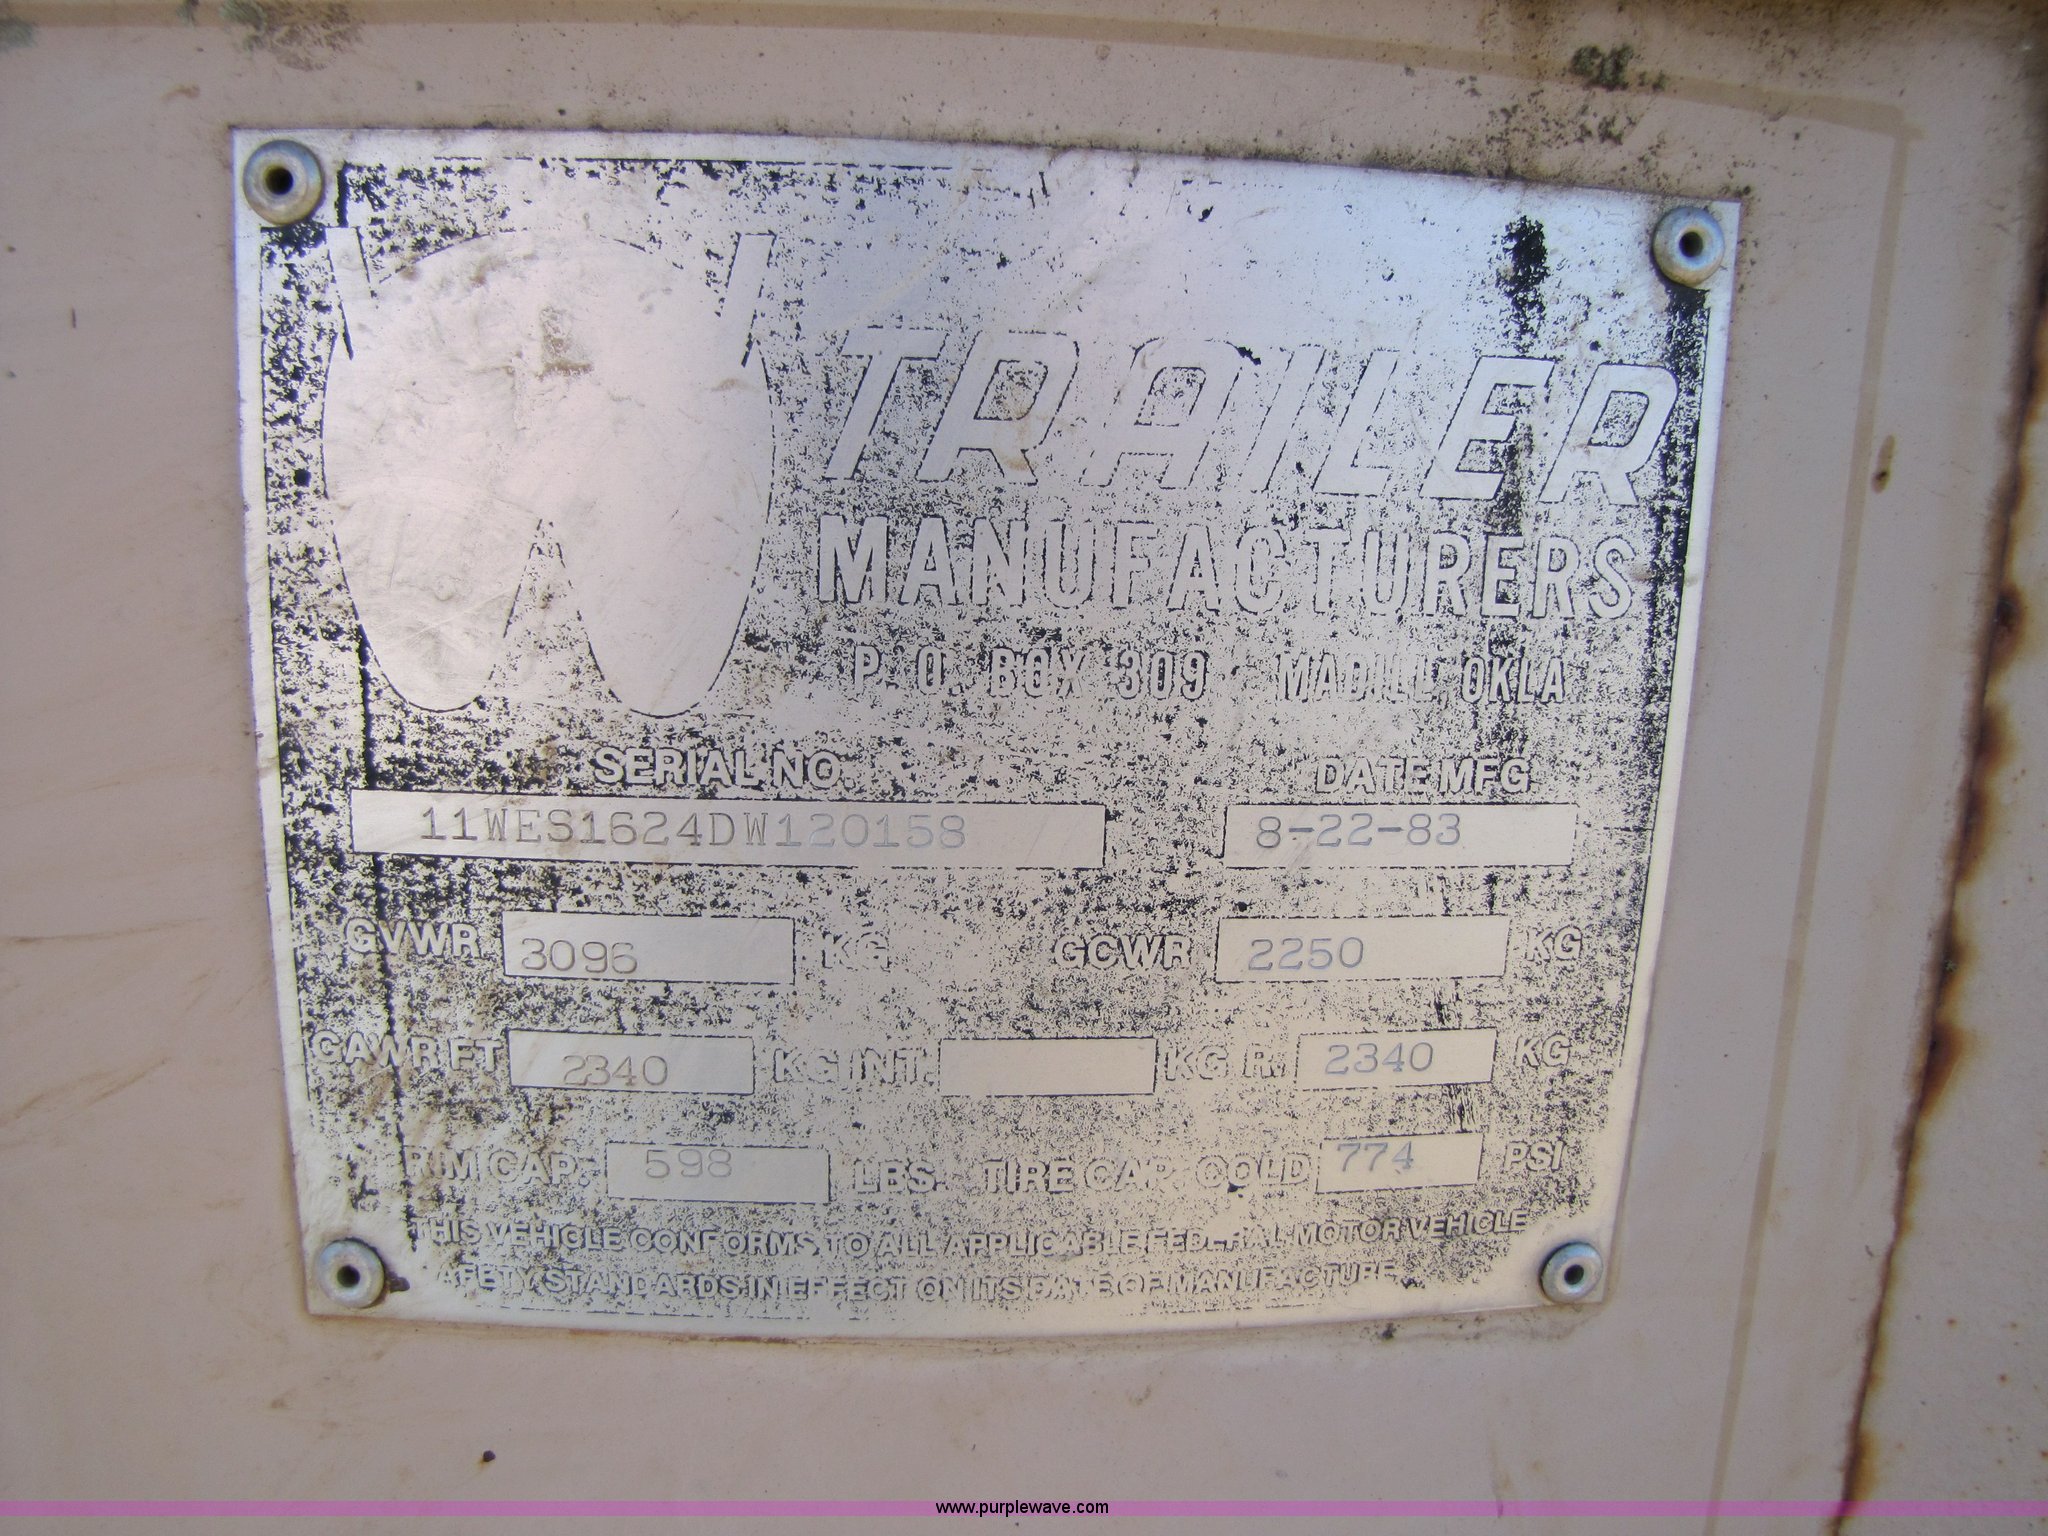 W TRAILER
MANUFACTURERS
P. O. BOX 309 MADILL, OKLA
SERIAL NO. DATE MFG.
11WES1624DW120158 8-22-83
GVWR 3096 KG GCWR 2250 KG
GAWR FT 2340 KG INT. KG R. 2340 KG
RIM CAP. 598 LBS. TIRE CAP. COLD 774 PSI
THIS VEHICLE CONFORMS TO ALL APPLICABLE FEDERAL MOTOR VEHICLE
SAFETY STANDARDS IN EFFECT ON ITS DATE OF MANUFACTURE
www.purplewave.com